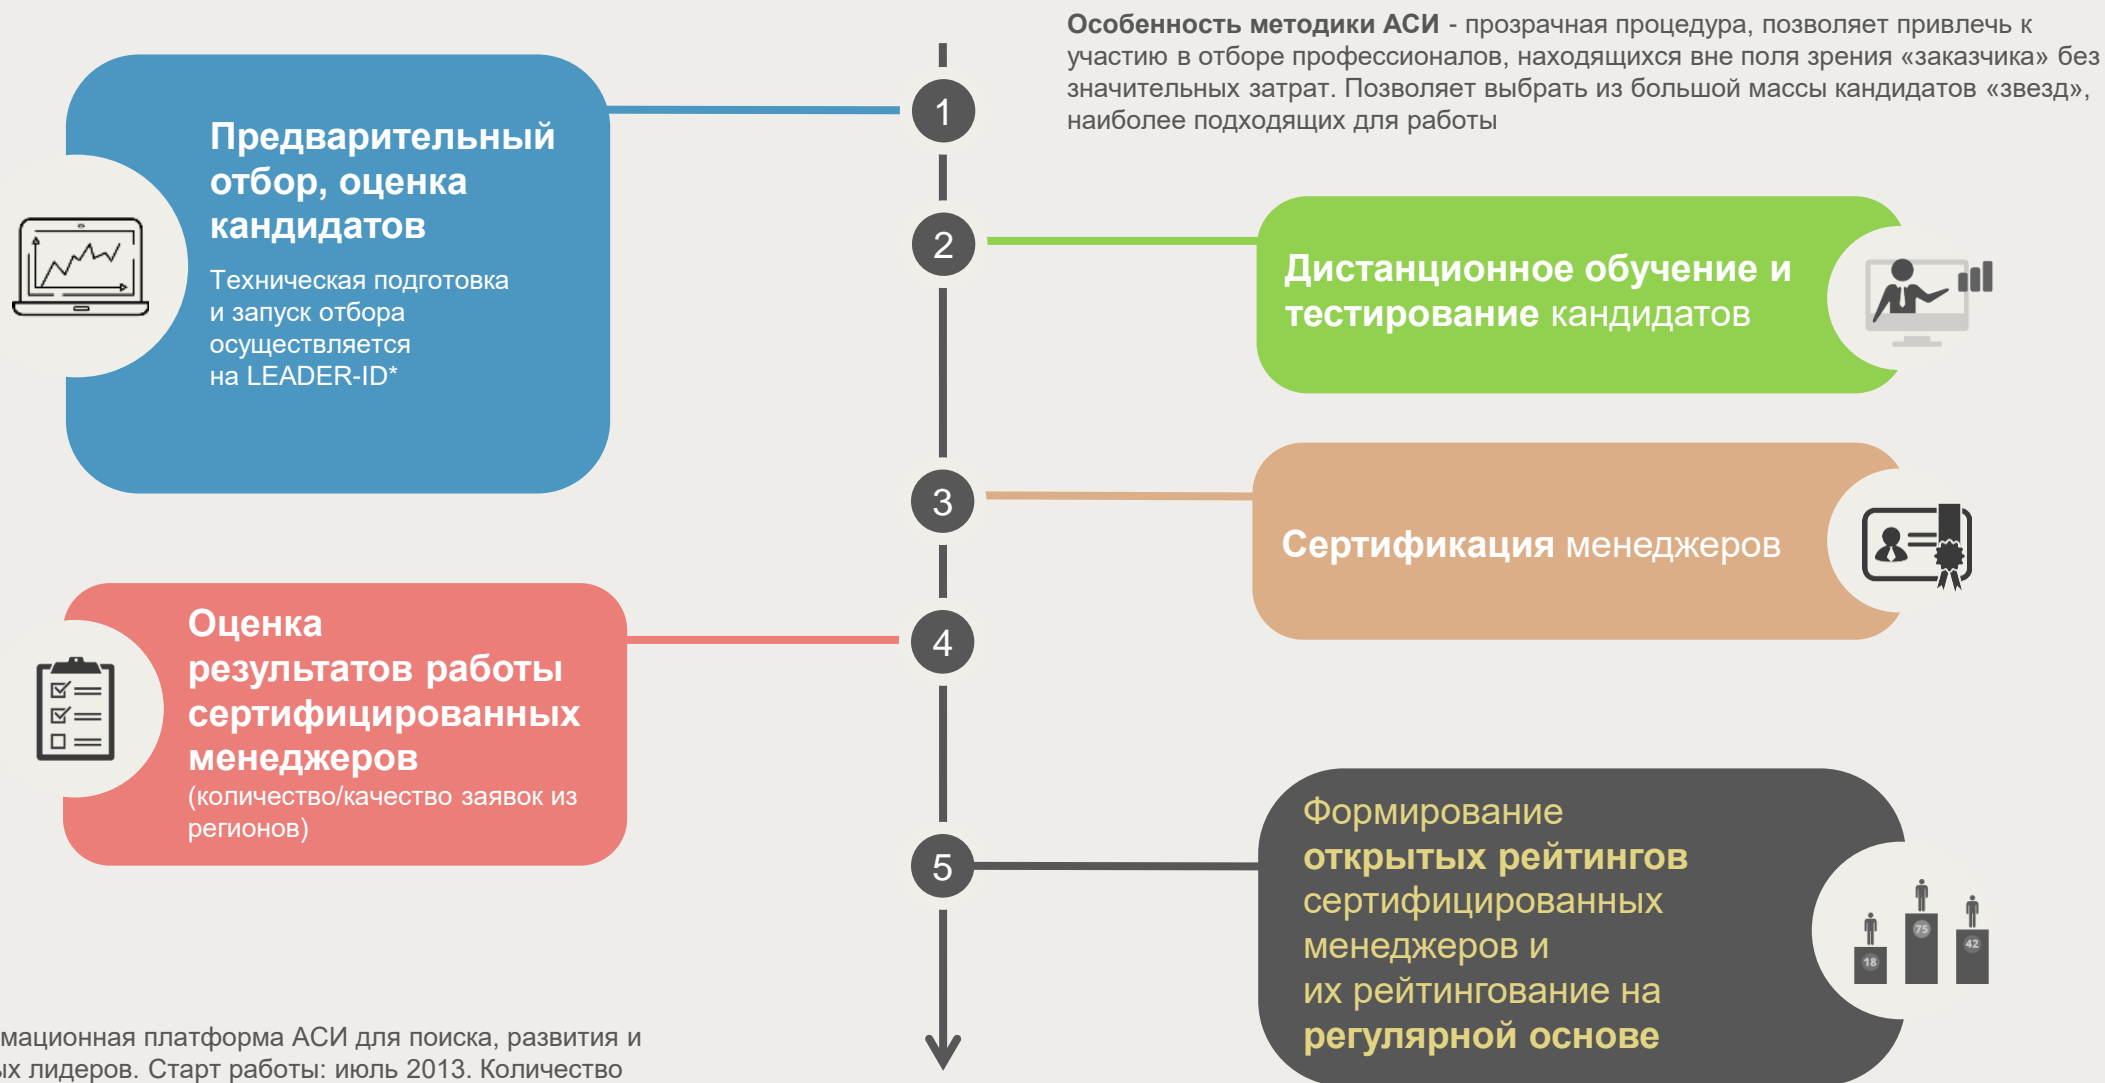 Особенность методики АСИ - прозрачная процедура, позволяет привлечь к
участию в отборе профессионалов, находящихся вне поля зрения «заказчика» без
значительных затрат. Позволяет выбрать из большой массы кандидатов «звезд»,
наиболее подходящих для работы
1
Предварительный
отбор, оценка
кандидатов
Техническая подготовка
и запуск отбора
осуществляется
на LEADER-ID*
2
Дистанционное обучение и
тестирование кандидатов
3
Сертификация менеджеров
4
Оценка
результатов работы
сертифицированных
менеджеров
(количество/качество заявок из
регионов)
5
Формирование
открытых рейтингов
сертифицированных
менеджеров и
их рейтингование на
регулярной основе
18
75
42
платформа АСИ для поиска, развития и
лидеров. Старт работы: июль 2013. Количество